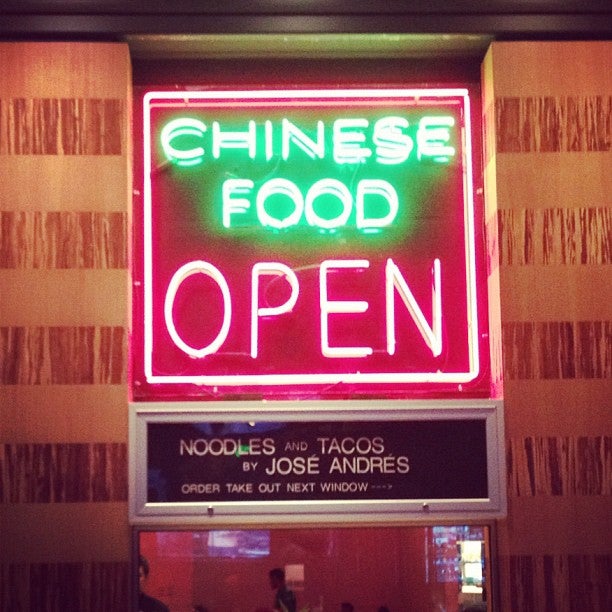 CHINESE
FOOD
OPEN
NOODLES AND TACOS
BY JOSÉ ANDRÉS
ORDER TAKE OUT NEXT WINDOW --->